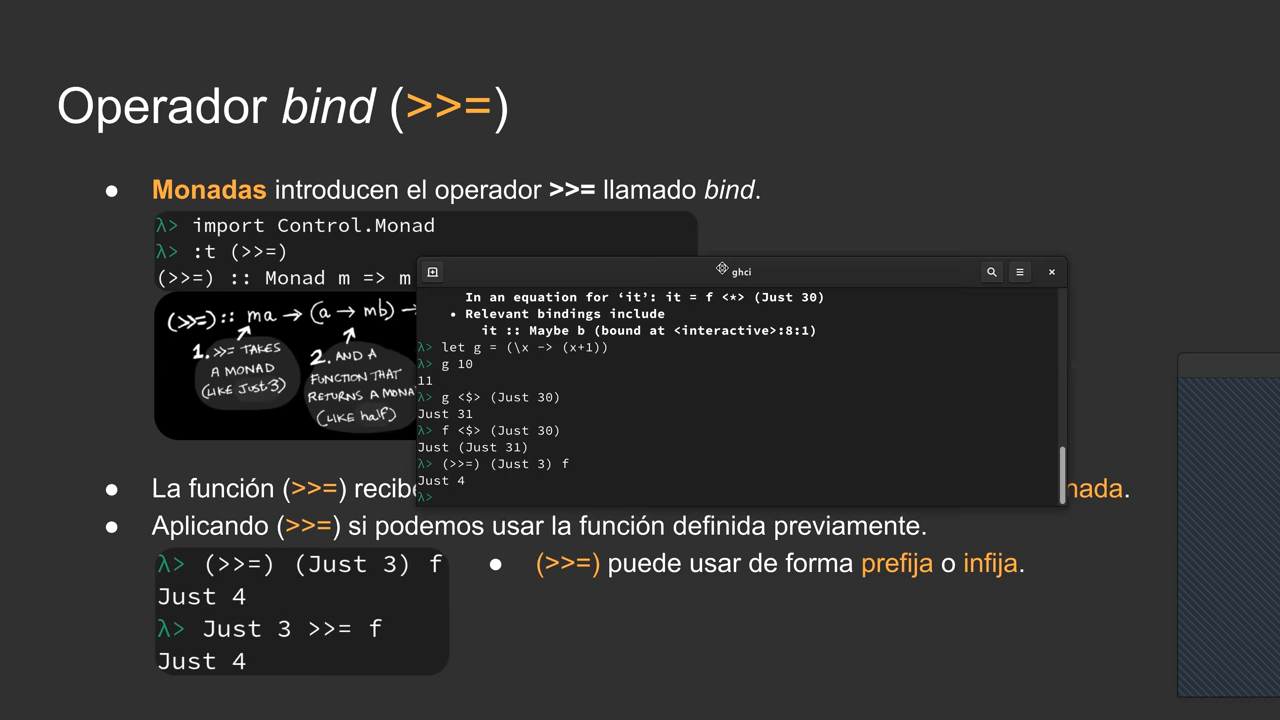 Operador bind (>>=)
● Monadas introducen el operador >>= llamado bind.
λ> import Control.Monad
λ> :t (>>=)
(>>=) :: Monad m => m
(>>=) :: ma → (a → mb) →
1. >>= TAKES A MONAD (LIKE Just 3)
2. AND A FUNCTION THAT RETURNS A MONA
(LIKE half)
ghci
In an equation for ‘it’: it = f <*> (Just 30)
• Relevant bindings include
it :: Maybe b (bound at <interactive>:8:1)
λ> let g = (\x -> (x+1))
λ> g 10
11
λ> g <$> (Just 30)
Just 31
λ> f <$> (Just 30)
Just (Just 31)
λ> (>>=) (Just 3) f
Just 4
λ>
● La función (>>=) recibe nada.
● Aplicando (>>=) si podemos usar la función definida previamente.
λ> (>>=) (Just 3) f
Just 4
λ> Just 3 >>= f
Just 4
● (>>=) puede usar de forma prefija o infija.